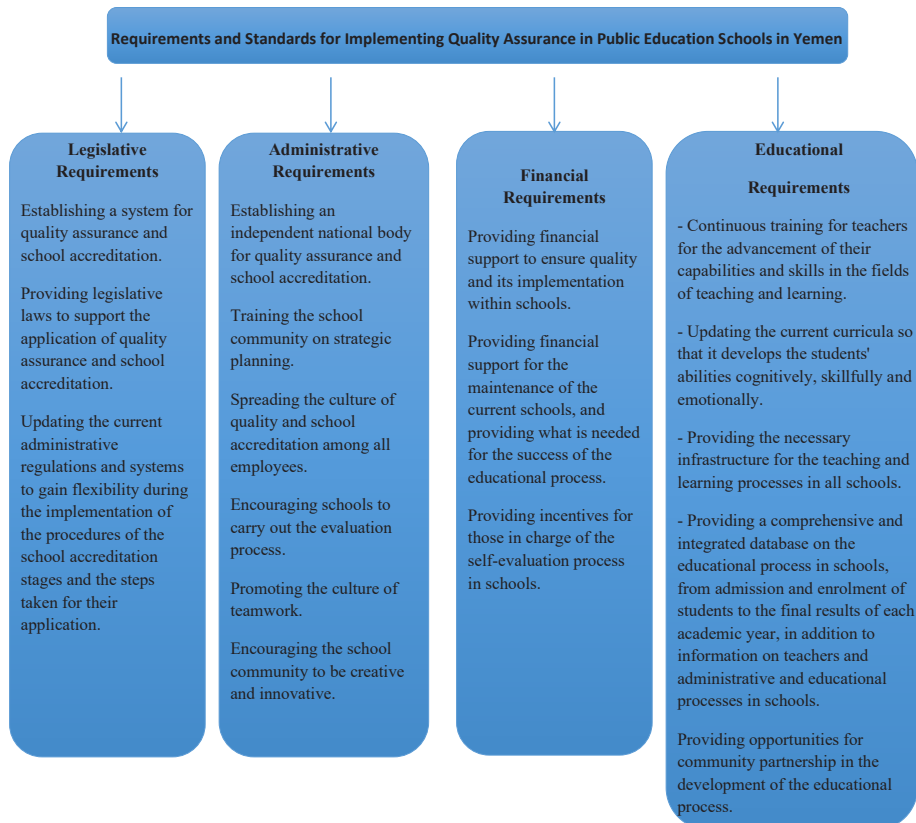 Requirements and Standards for Implementing Quality Assurance in Public Education Schools in Yemen
Legislative
Requirements
Establishing a system for
quality assurance and
school accreditation.
Providing legislative
laws to support the
application of quality
assurance and school
accreditation.
Updating the current
administrative
regulations and systems
to gain flexibility during
the implementation of
the procedures of the
school accreditation
stages and the steps
taken for their
application.
Administrative
Requirements
Establishing an
independent national body
for quality assurance and
school accreditation.
Training the school
community on strategic
planning.
Spreading the culture of
quality and school
accreditation among all
employees.
Encouraging schools to
carry out the evaluation
process.
Promoting the culture of
teamwork.
Encouraging the school
community to be creative
and innovative.
Financial
Requirements
Providing financial
support to ensure quality
and its implementation
within schools.
Providing financial
support for the
maintenance of the
current schools, and
providing what is needed
for the success of the
educational process.
Providing incentives for
those in charge of the
self-evaluation process
in schools.
Educational
Requirements
- Continuous training for teachers
for the advancement of their
capabilities and skills in the fields
of teaching and learning.
- Updating the current curricula so
that it develops the students'
abilities cognitively, skillfully and
emotionally.
- Providing the necessary
infrastructure for the teaching and
learning processes in all schools.
- Providing a comprehensive and
integrated database on the
educational process in schools,
from admission and enrolment of
students to the final results of each
academic year, in addition to
information on teachers and
administrative and educational
processes in schools.
Providing opportunities for
community partnership in the
development of the educational
process.